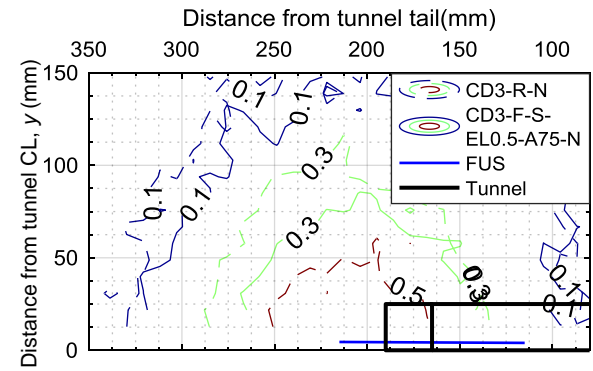 Distance from tunnel tail(mm)
350 300 250 200 150 100
Distance from tunnel CL, y (mm)
150
100
50
0
0.1
0.1
0.1
0.1
0.3
0.3
0.5
0.3
0.1
0.1
CD3-R-N
CD3-F-S-
EL0.5-A75-N
FUS
Tunnel